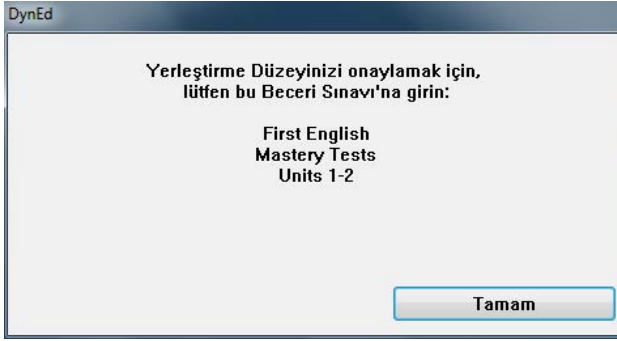 DynEd
Yerleştirme Düzeyinizi onaylamak için,
lütfen bu Beceri Sınavı'na girin:
First English
Mastery Tests
Units 1-2
Tamam